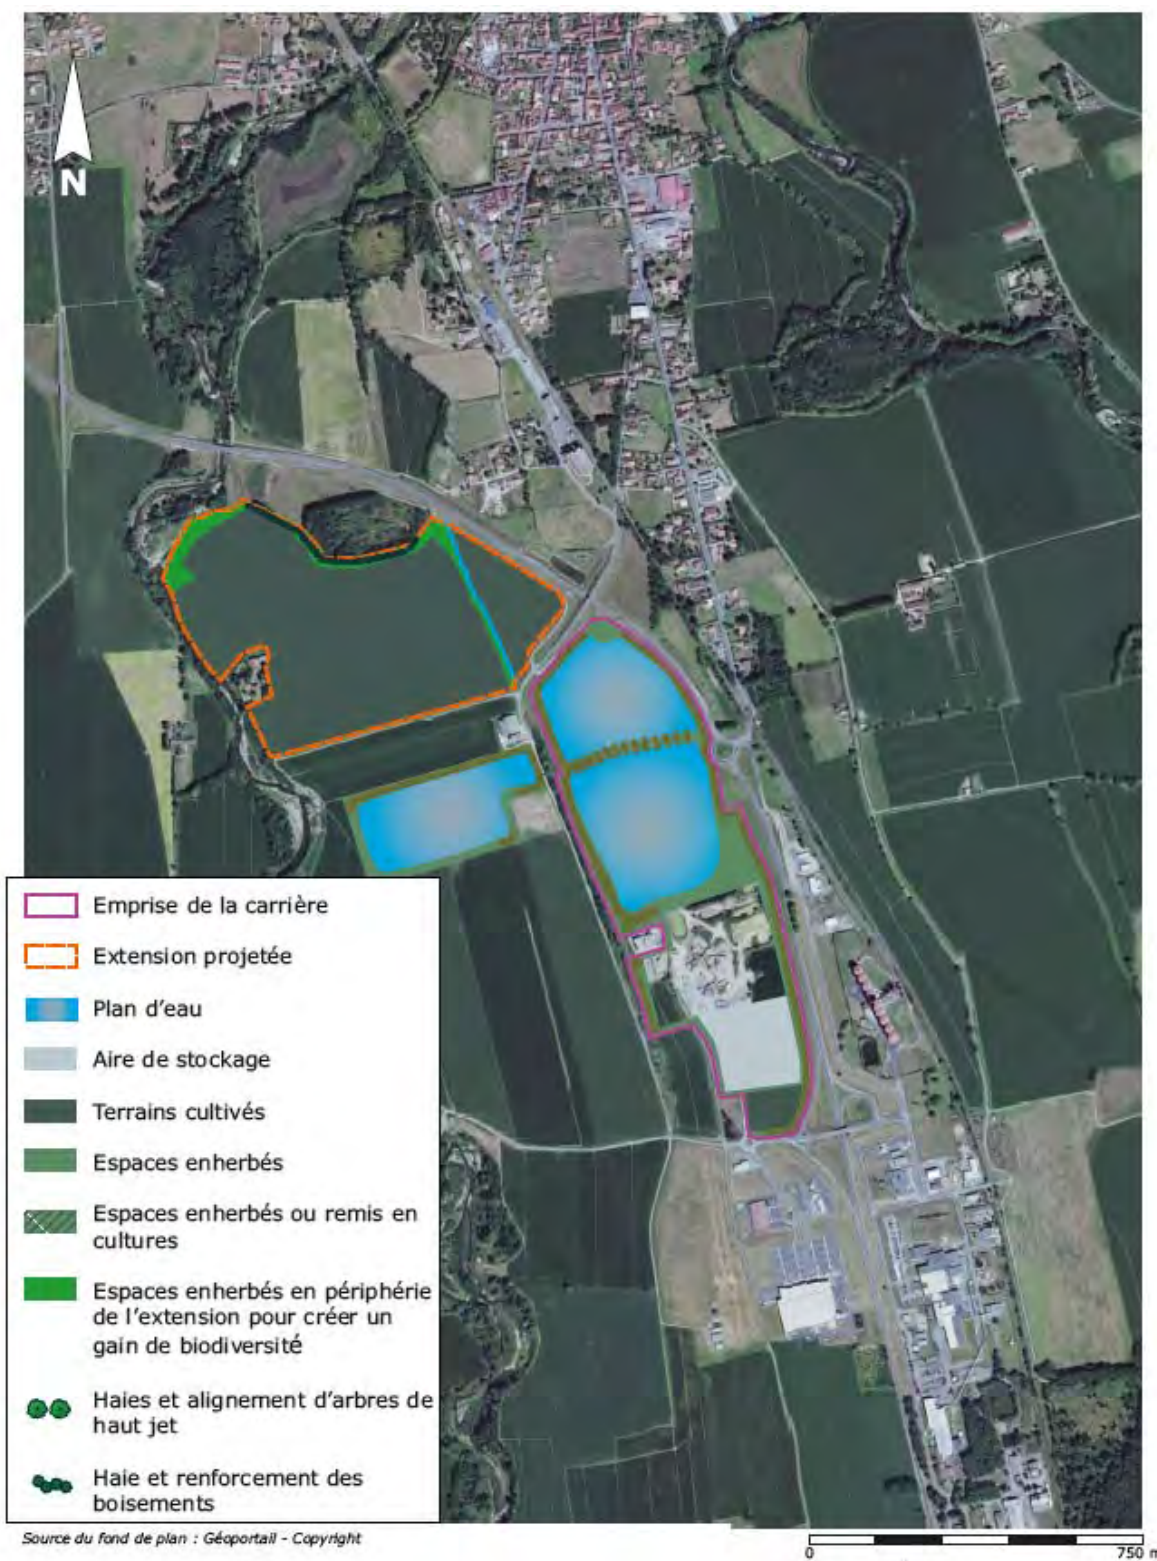 N
Emprise de la carrière
Extension projetée
Plan d'eau
Aire de stockage
Terrains cultivés
Espaces enherbés
Espaces enherbés ou remis en
cultures
Espaces enherbés en périphérie
de l'extension pour créer un
gain de biodiversité
Haies et alignement d'arbres de
haut jet
Haie et renforcement des
boisements
Source du fond de plan : Géoportail - Copyright
0 750 m